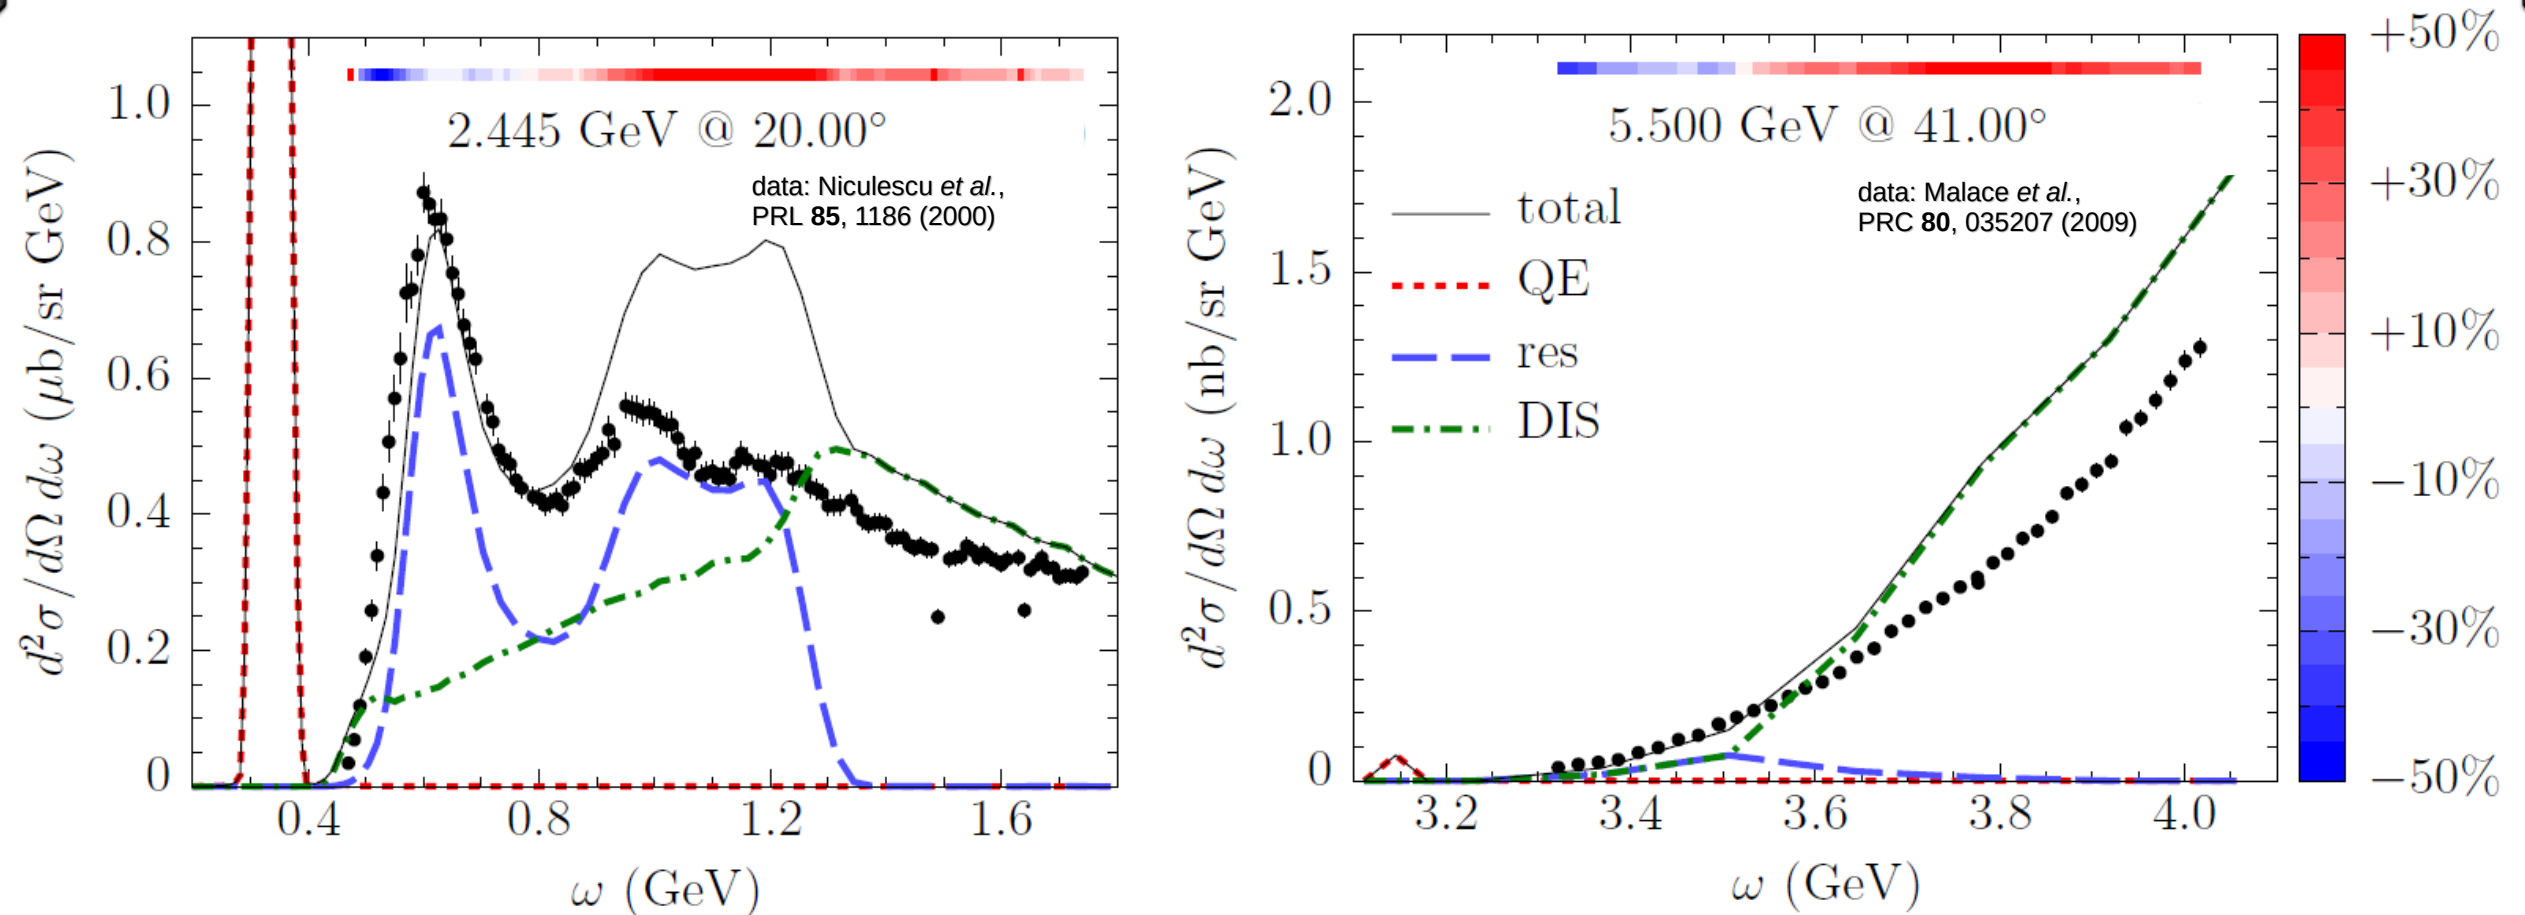 2.445 GeV @ 20.00°
data: Niculescu et al.,
PRL 85, 1186 (2000)
d²σ/dΩ dω (μb/sr GeV)
1.0
0.8
0.6
0.4
0.2
0
0.4 0.8 1.2 1.6
ω (GeV)
5.500 GeV @ 41.00°
data: Malace et al.,
PRC 80, 035207 (2009)
total
QE
res
DIS
d²σ/dΩ dω (nb/sr GeV)
2.0
1.5
1.0
0.5
0
3.2 3.4 3.6 3.8 4.0
ω (GeV)
+50%
+30%
+10%
−10%
−30%
−50%